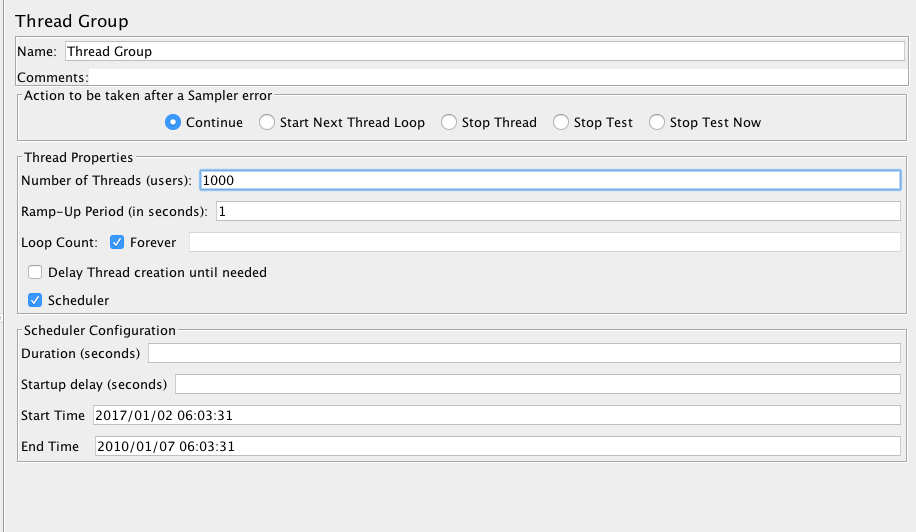 Thread Group
Name: Thread Group
Comments:
Action to be taken after a Sampler error
Continue Start Next Thread Loop Stop Thread Stop Test Stop Test Now
Thread Properties
Number of Threads (users): 1000
Ramp-Up Period (in seconds): 1
Loop Count: Forever
Delay Thread creation until needed
Scheduler
Scheduler Configuration
Duration (seconds)
Startup delay (seconds)
Start Time 2017/01/02 06:03:31
End Time 2010/01/07 06:03:31